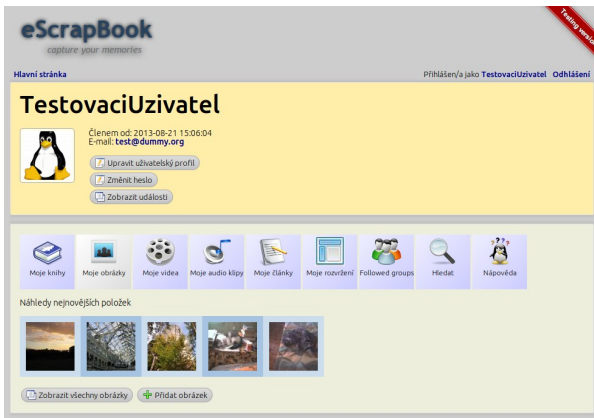 eScrapBook
capture your memories
Testing version
Hlavní stránka
Přihlášen/a jako TestovaciUzivatel Odhlášení
TestovaciUzivatel
Členem od: 2013-08-21 15:06:04
E-mail: test@dummy.org
Upravit uživatelský profil
Změnit heslo
Zobrazit události
Moje knihy Moje obrázky Moje videa Moje audio klipy Moje články Moje rozvržení Followed groups Hledat Nápověda
Náhledy nejnovějších položek
Zobrazit všechny obrázky Přidat obrázek